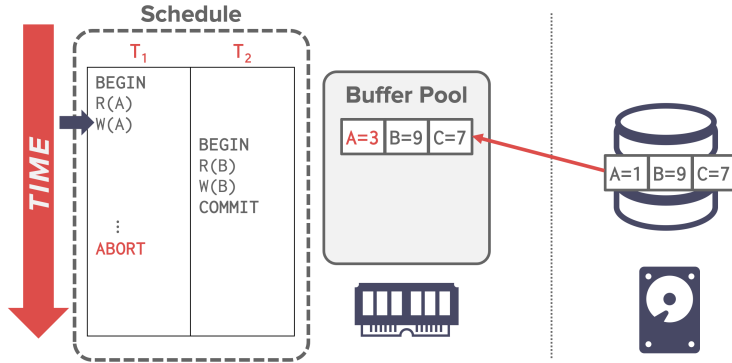 Schedule
TIME
T1
BEGIN
R(A)
W(A)
⋮
ABORT
T2
BEGIN
R(B)
W(B)
COMMIT
Buffer Pool
A=3 B=9 C=7
A=1 B=9 C=7